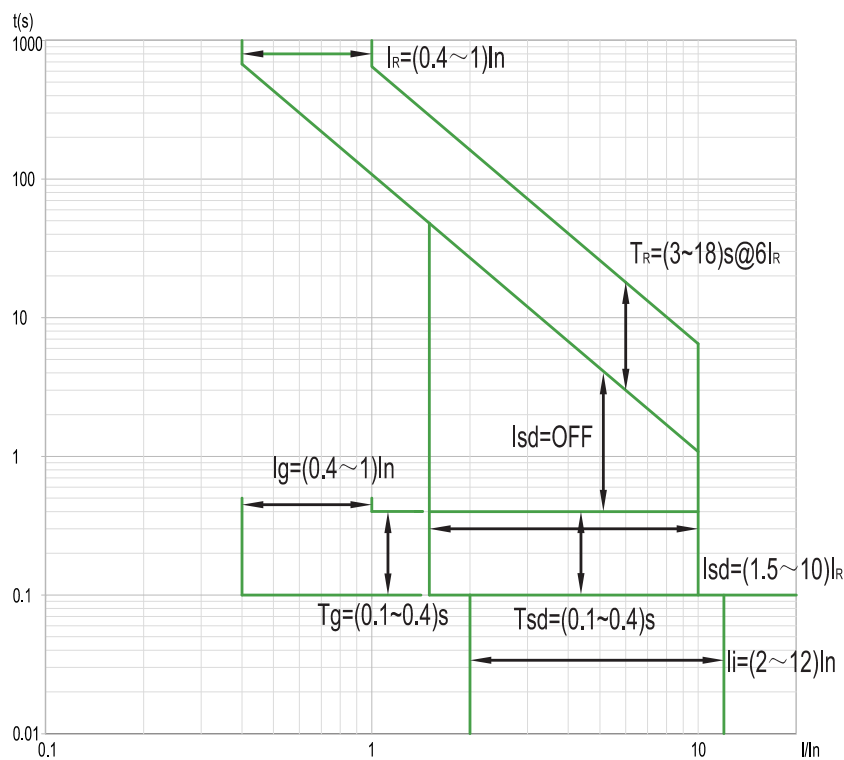 t(s)
1000
IR=(0.4～1)In
100
TR=(3~18)s@6IR
10
Isd=OFF
1
Ig=(0.4～1)In
Isd=(1.5～10)IR
0.1
Tg=(0.1~0.4)s
Tsd=(0.1~0.4)s
Ii=(2～12)In
0.01
0.1
1
10
I/In